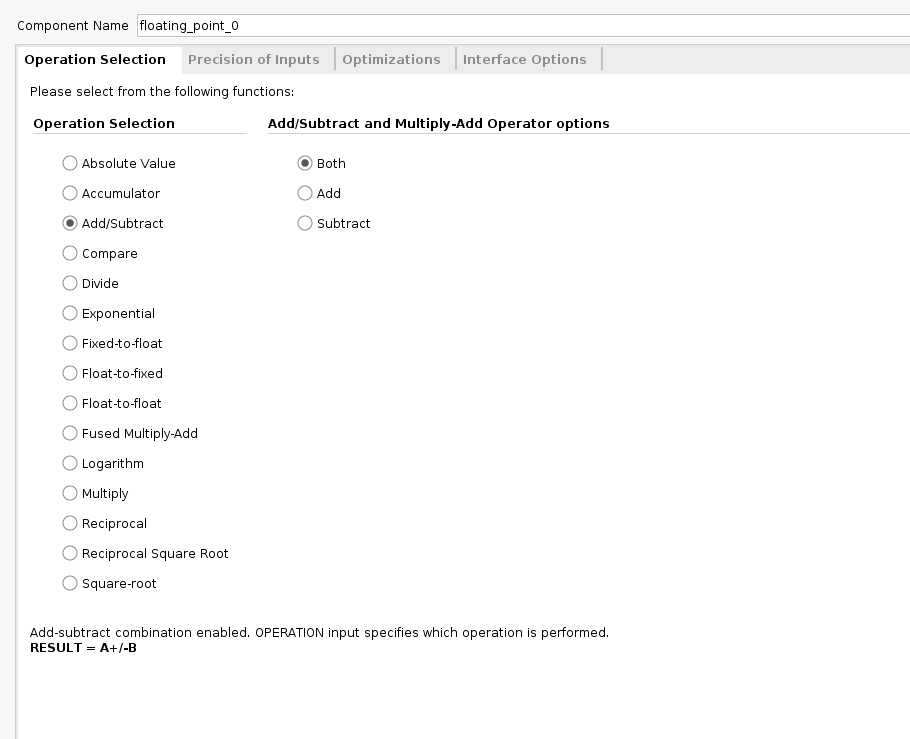 Component Name floating_point_0
Operation Selection Precision of Inputs Optimizations Interface Options
Please select from the following functions:
Operation Selection
Absolute Value
Accumulator
Add/Subtract
Compare
Divide
Exponential
Fixed-to-float
Float-to-fixed
Float-to-float
Fused Multiply-Add
Logarithm
Multiply
Reciprocal
Reciprocal Square Root
Square-root
Add/Subtract and Multiply-Add Operator options
Both
Add
Subtract
Add-subtract combination enabled. OPERATION input specifies which operation is performed.
RESULT = A+/-B